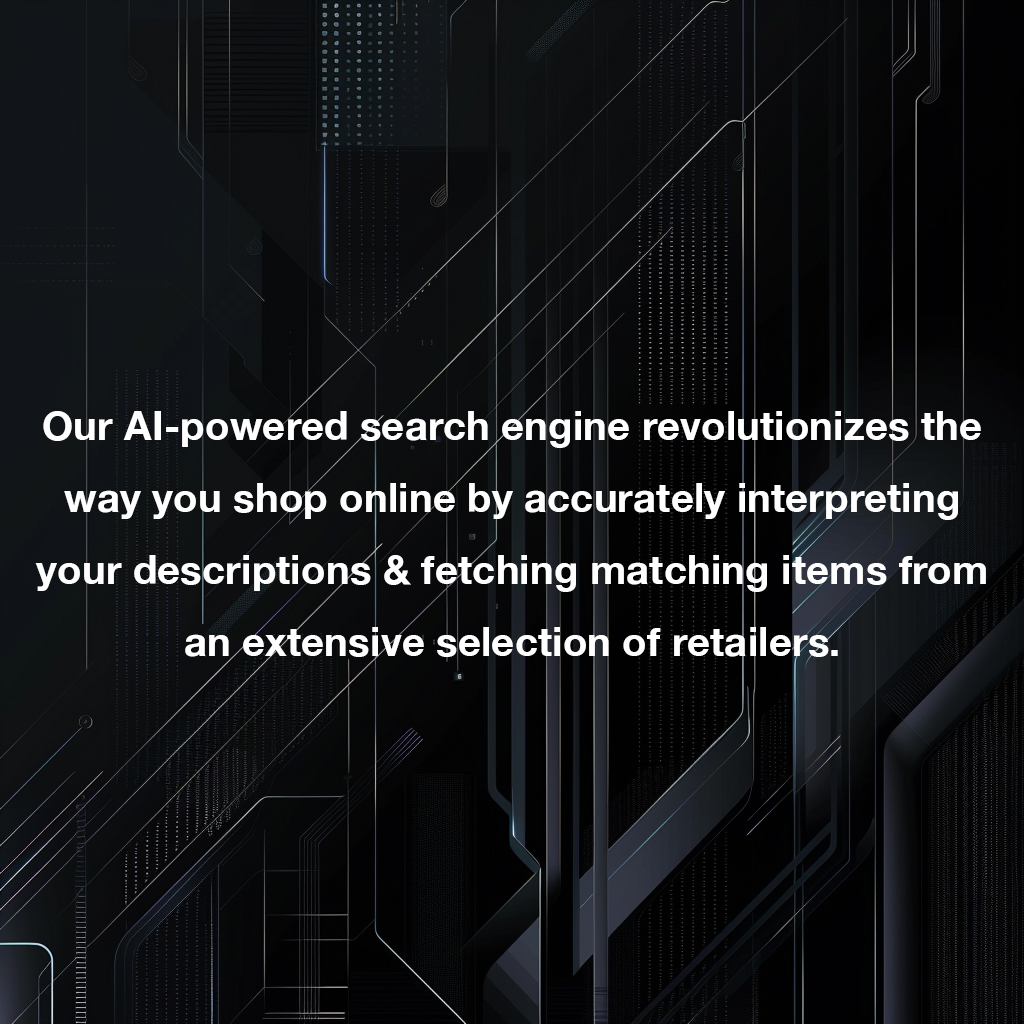 Our AI-powered search engine revolutionizes the
way you shop online by accurately interpreting
your descriptions & fetching matching items from
an extensive selection of retailers.